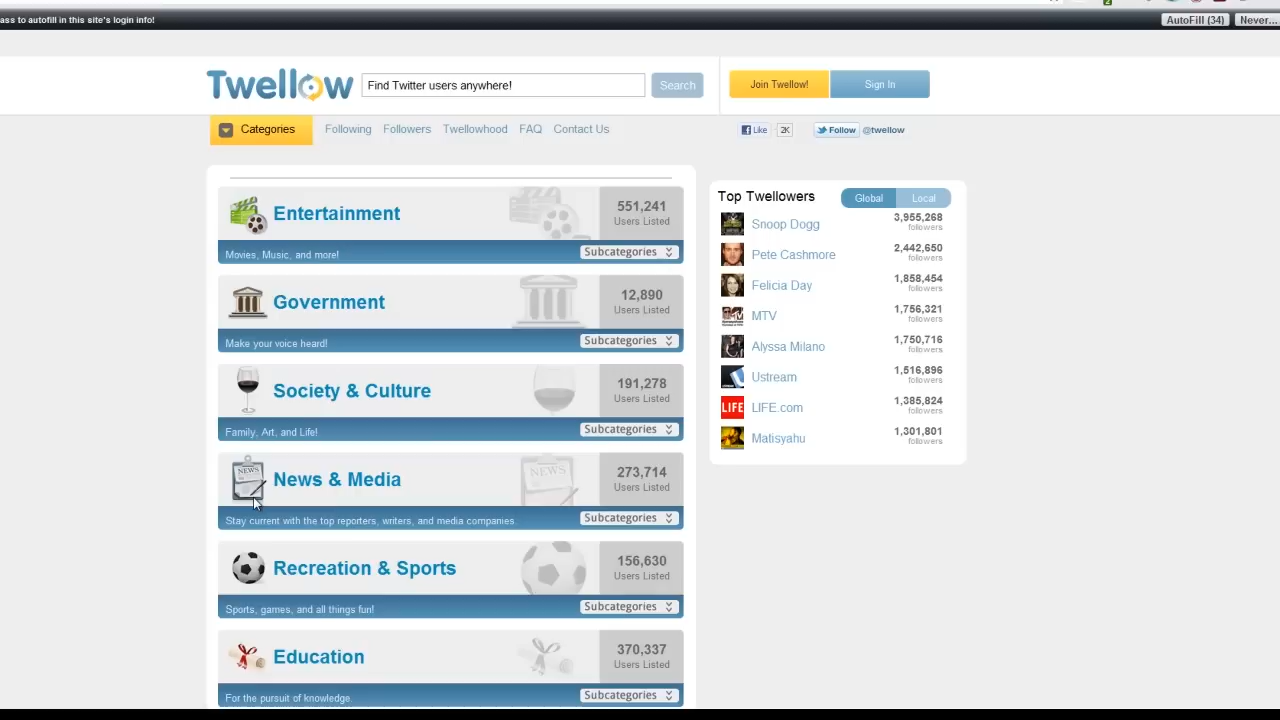 ass to autofill in this site's login info!
AutoFill (34)
Never...
Twellow
Find Twitter users anywhere!
Search
Join Twellow!
Sign In
Categories
Following
Followers
Twellowhood
FAQ
Contact Us
Like
2K
Follow
@twellow
Entertainment
551,241
Users Listed
Movies, Music, and more!
Subcategories
Government
12,890
Users Listed
Make your voice heard!
Subcategories
Society & Culture
191,278
Users Listed
Family, Art, and Life!
Subcategories
NEWS
News & Media
NEWS
273,714
Users Listed
Stay current with the top reporters, writers, and media companies.
Subcategories
Recreation & Sports
156,630
Users Listed
Sports, games, and all things fun!
Subcategories
Education
370,337
Users Listed
For the pursuit of knowledge.
Subcategories
Top Twellowers
Global
Local
Snoop Dogg
3,955,268
followers
Pete Cashmore
2,442,650
followers
Felicia Day
1,858,454
followers
MTV
1,756,321
followers
Alyssa Milano
1,750,716
followers
Ustream
1,516,896
followers
LIFE
LIFE.com
1,385,824
followers
Matisyahu
1,301,801
followers